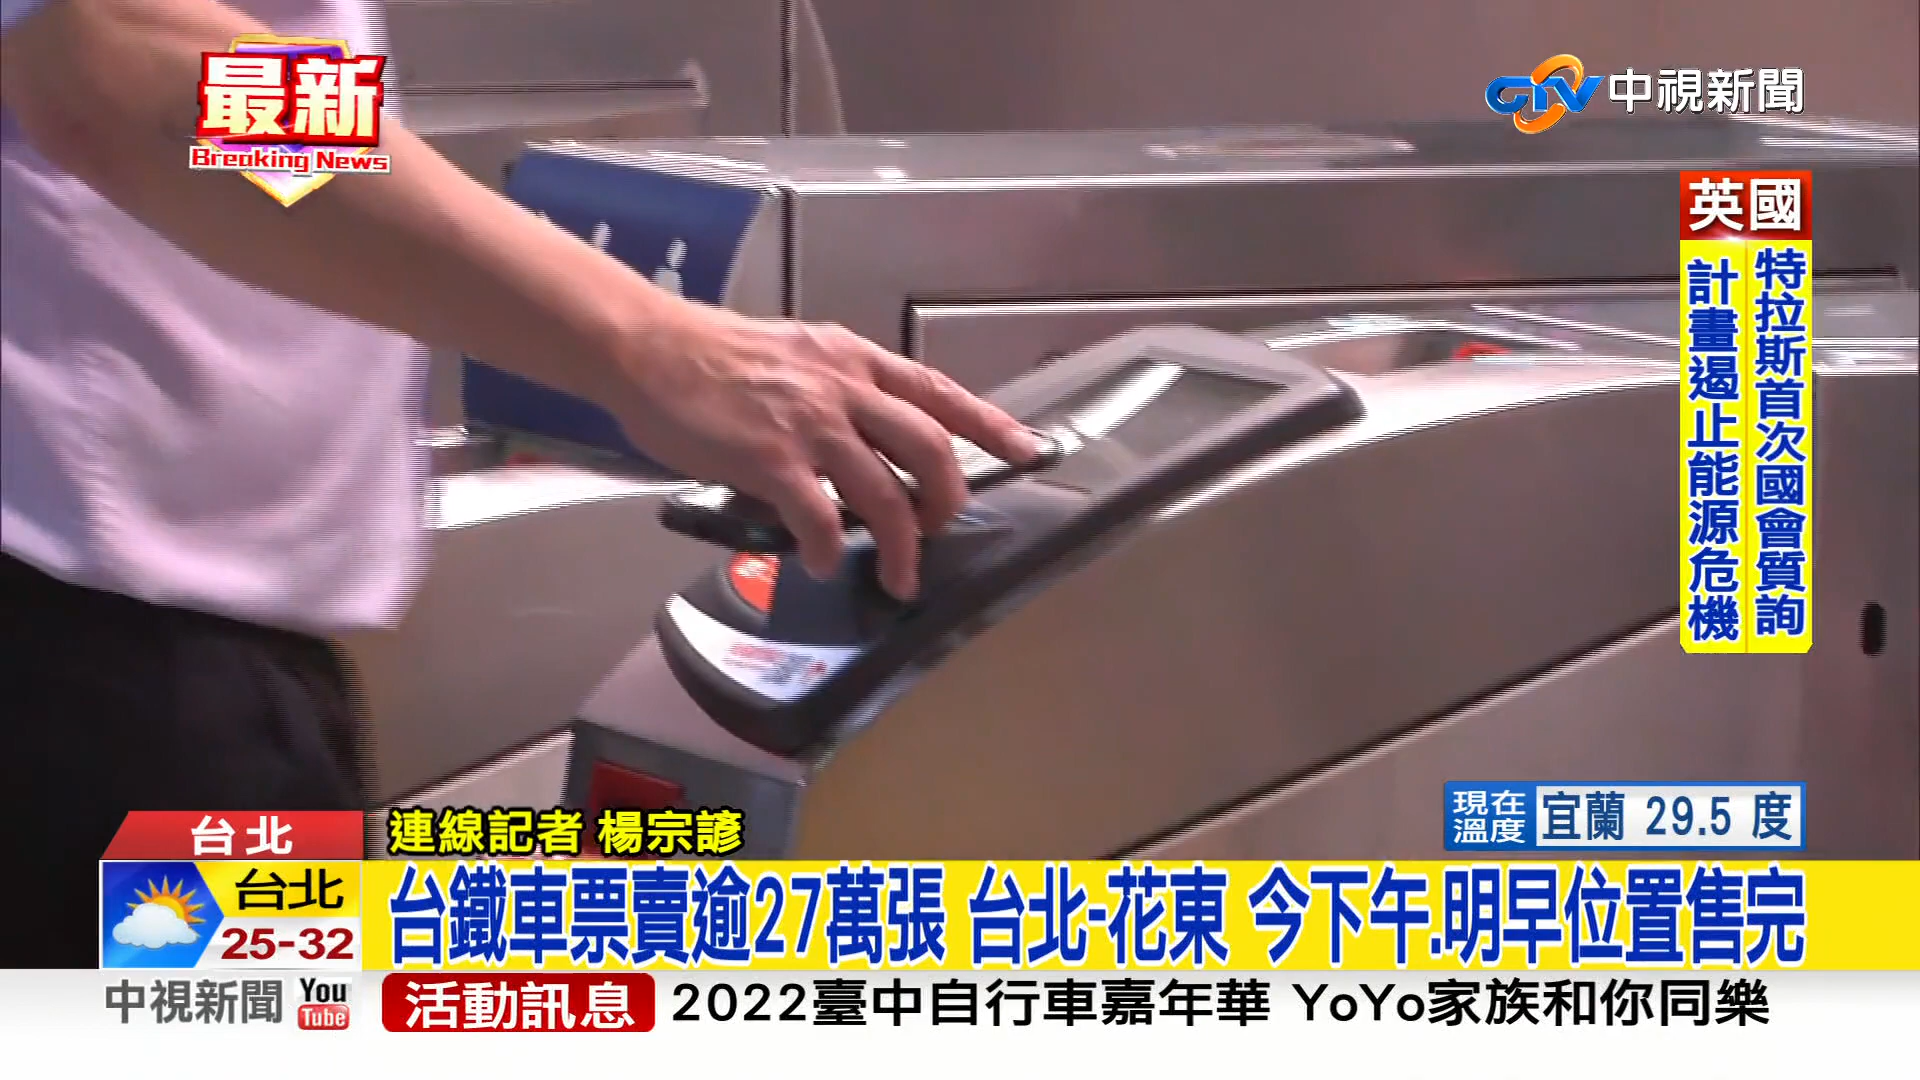 最新
Breaking News
CTV 中視新聞
英國
特拉斯首次國會質詢
計畫遏止能源危機
現在溫度 宜蘭 29.5 度
台北
連線記者 楊宗諺
台北
25-32
台鐵車票賣逾27萬張 台北-花東 今下午.明早位置售完
中視新聞 YouTube
活動訊息 2022臺中自行車嘉年華 YoYo家族和你同樂